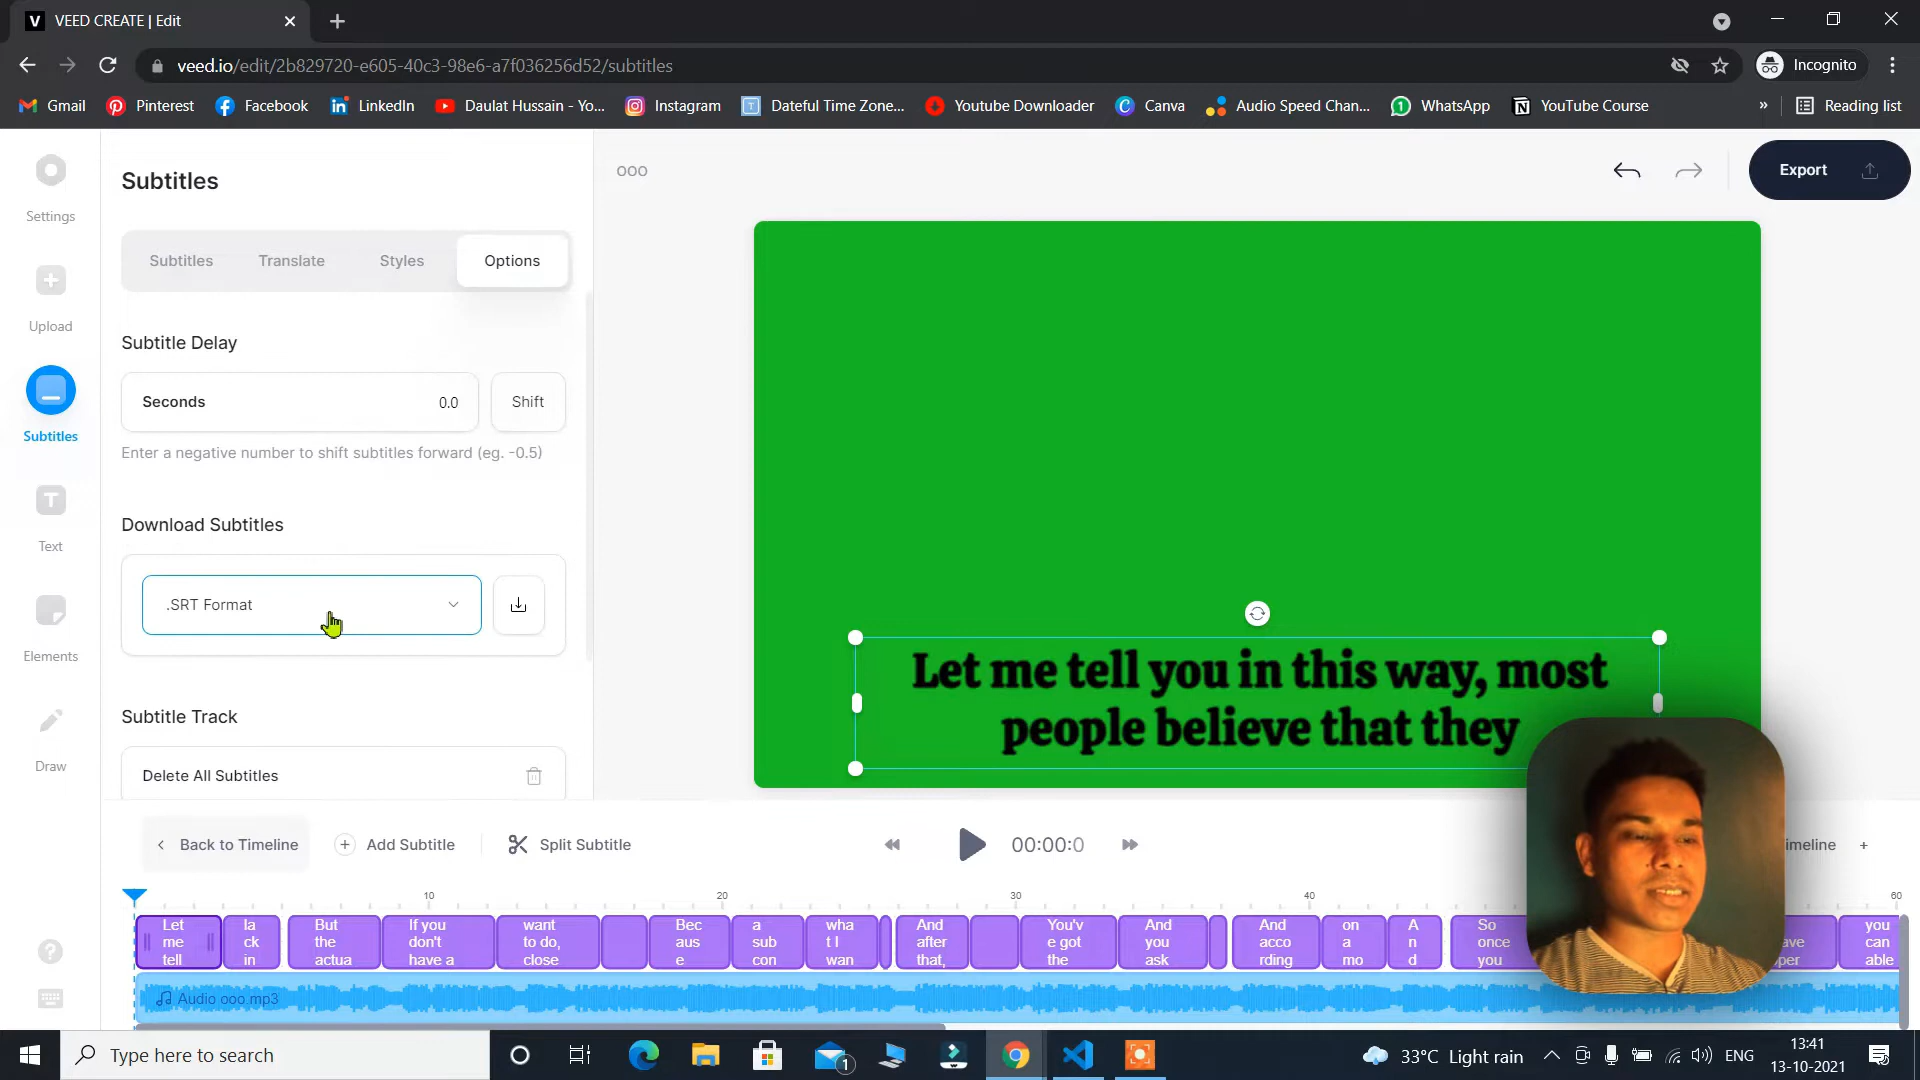 VEED CREATE | Edit
veed.io/edit/2b829720-e605-40c3-98e6-a7f036256d52/subtitles
Incognito
Gmail
Pinterest
Facebook
LinkedIn
Daulat Hussain - Yo...
Instagram
Dateful Time Zone...
Youtube Downloader
Canva
Audio Speed Chan...
WhatsApp
YouTube Course
»
Reading list
Settings
Upload
Subtitles
Text
Elements
Draw
Subtitles
Subtitles
Translate
Styles
Options
Subtitle Delay
Seconds
0.0
Shift
Enter a negative number to shift subtitles forward (eg. -0.5)
Download Subtitles
.SRT Format
Subtitle Track
Delete All Subtitles
ooo
Export
Let me tell you in this way, most
people believe that they
Back to Timeline
Add Subtitle
Split Subtitle
00:00:0
imeline
+
10
20
30
40
60
Let
me
tell
la
ck
in
But
the
actua
If you
don't
have a
want
to do,
close
Bec
aus
e
a
sub
con
wha
t I
wan
And
after
that,
You'v
e got
the
And
you
ask
And
acco
rding
on
a
mo
A
n
d
So
once
you
ave
per
you
can
able
Audio ooo.mp3
Type here to search
1
33°C Light rain
ENG
13:41
13-10-2021